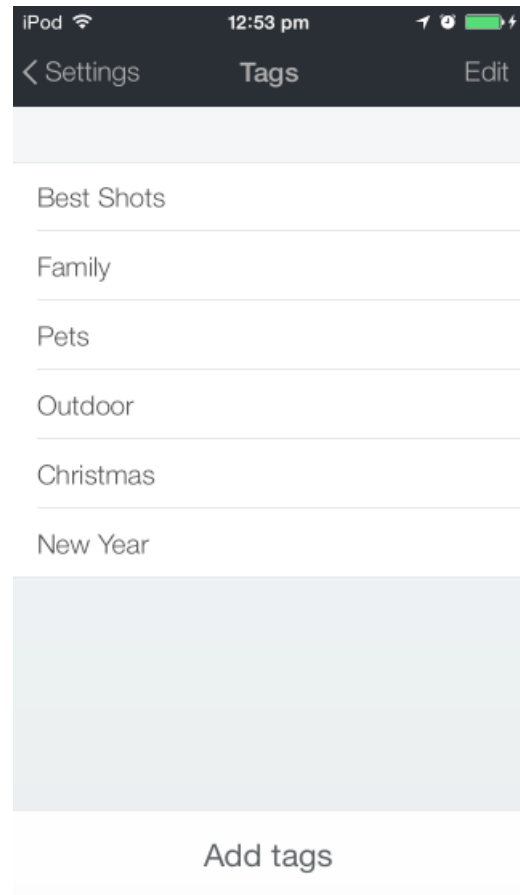 iPod 12:53 pm
Settings Tags Edit
Best Shots
Family
Pets
Outdoor
Christmas
New Year
Add tags